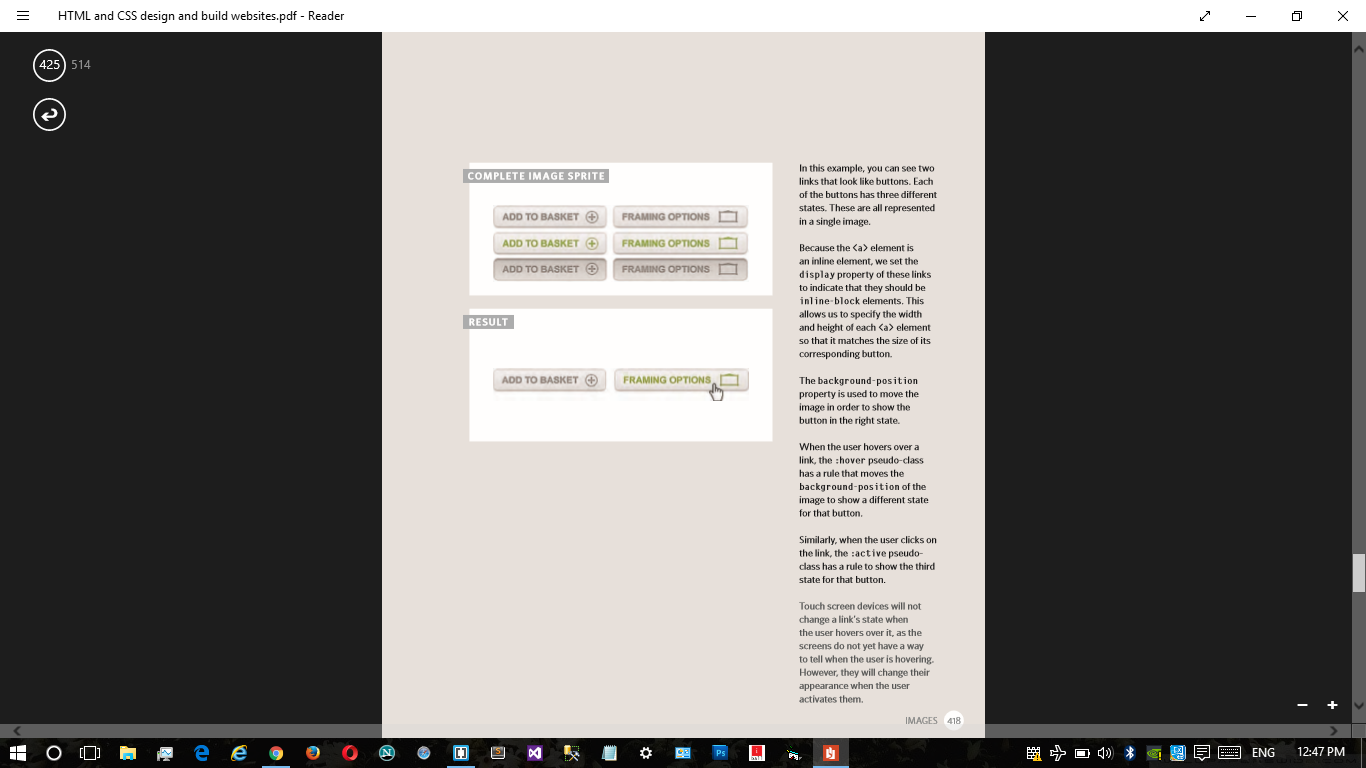 HTML and CSS design and build websites.pdf - Reader
425 514
COMPLETE IMAGE SPRITE
ADD TO BASKET FRAMING OPTIONS
ADD TO BASKET FRAMING OPTIONS
ADD TO BASKET FRAMING OPTIONS
RESULT
ADD TO BASKET FRAMING OPTIONS
In this example, you can see two
links that look like buttons. Each
of the buttons has three different
states. These are all represented
in a single image.
Because the <a> element is
an inline element, we set the
display property of these links
to indicate that they should be
inline-block elements. This
allows us to specify the width
and height of each <a> element
so that it matches the size of its
corresponding button.
The background-position
property is used to move the
image in order to show the
button in the right state.
When the user hovers over a
link, the :hover pseudo-class
has a rule that moves the
background-position of the
image to show a different state
for that button.
Similarly, when the user clicks on
the link, the :active pseudo-
class has a rule to show the third
state for that button.
Touch screen devices will not
change a link's state when
the user hovers over it, as the
screens do not yet have a way
to tell when the user is hovering.
However, they will change their
appearance when the user
activates them.
IMAGES 418
Ps
ENG 12:47 PM